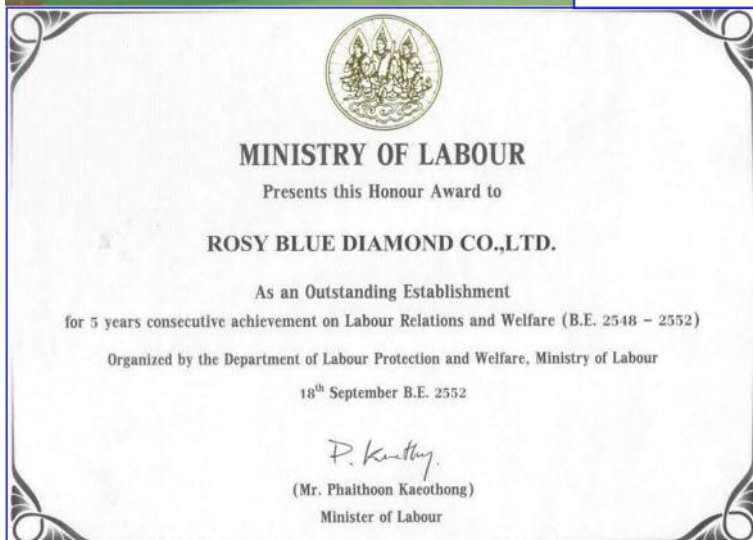 MINISTRY OF LABOUR
Presents this Honour Award to
ROSY BLUE DIAMOND CO.,LTD.
As an Outstanding Establishment
for 5 years consecutive achievement on Labour Relations and Welfare (B.E. 2548 – 2552)
Organized by the Department of Labour Protection and Welfare, Ministry of Labour
18th September B.E. 2552
P. Kaeothong
(Mr. Phaithoon Kaeothong)
Minister of Labour